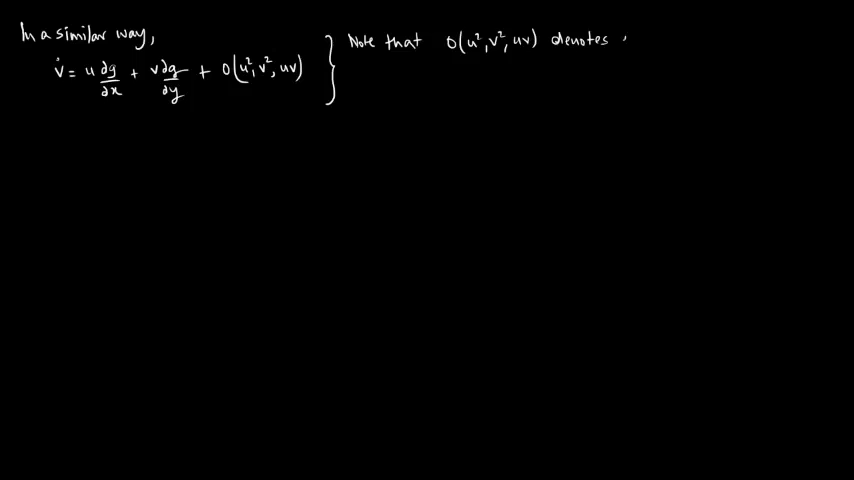 In a similar way,
v̇ = u ∂g/∂x + v ∂g/∂y + O(u², v², uv) } Note that O(u², v², uv) denotes